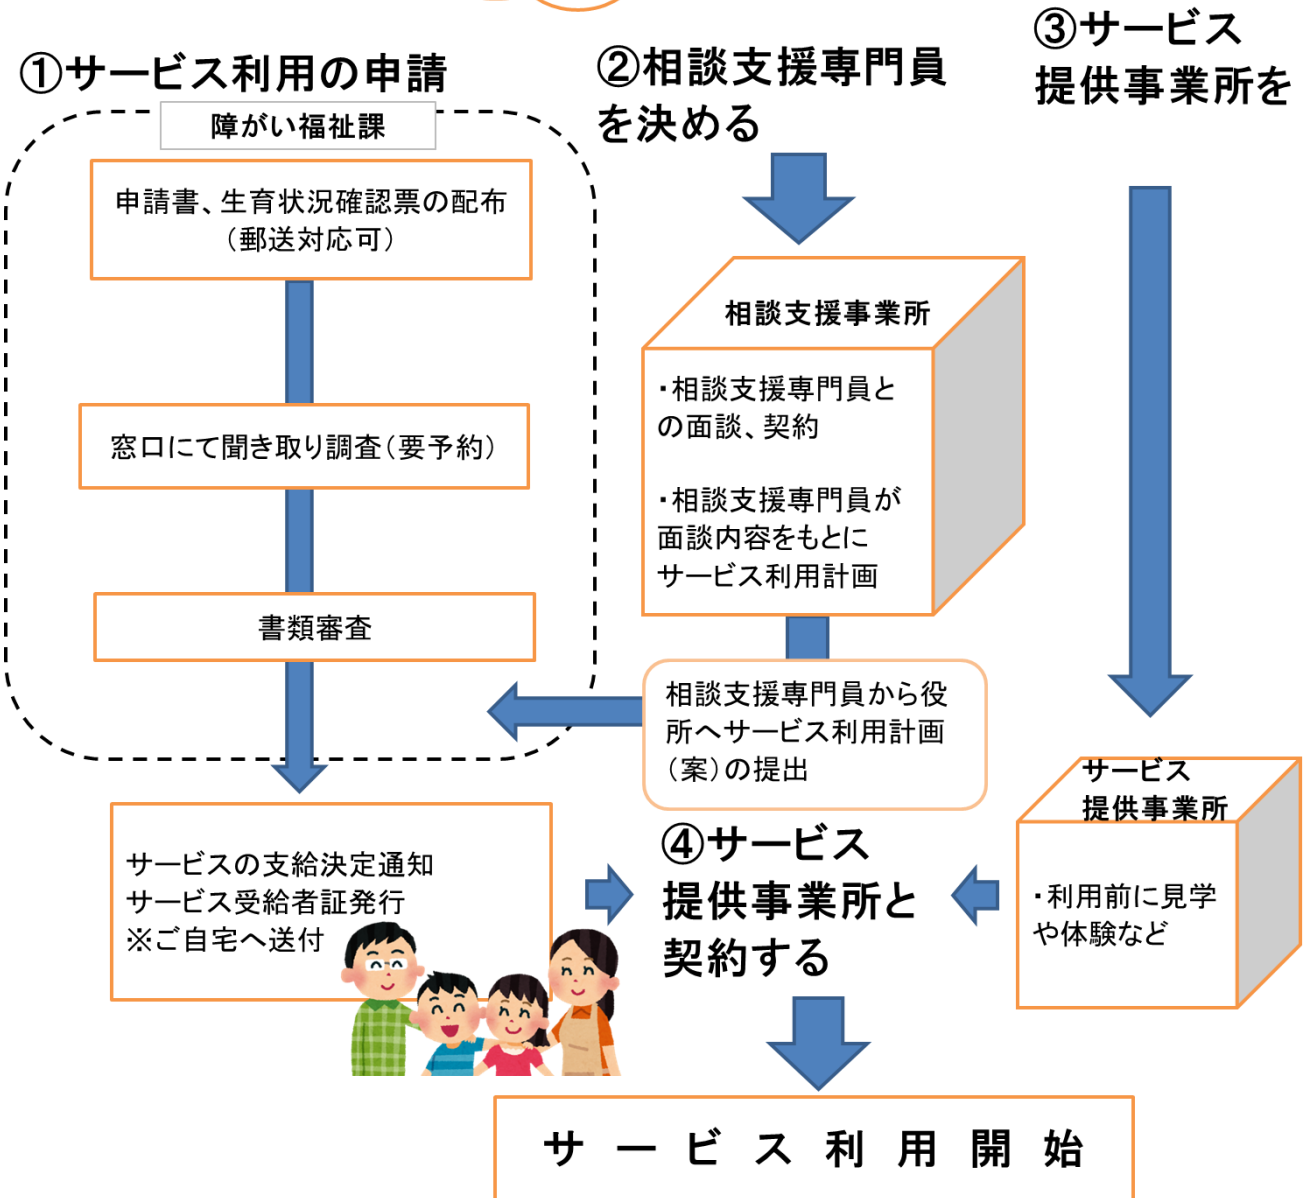 ①サービス利用の申請
障がい福祉課
申請書、生育状況確認票の配布
（郵送対応可）
窓口にて聞き取り調査（要予約）
書類審査
サービスの支給決定通知
サービス受給者証発行
※ご自宅へ送付
②相談支援専門員
を決める
相談支援事業所
・相談支援専門員と
の面談、契約
・相談支援専門員が
面談内容をもとに
サービス利用計画
相談支援専門員から役
所へサービス利用計画
（案）の提出
③サービス
提供事業所を
サービス
提供事業所
・利用前に見学
や体験など
④サービス
提供事業所と
契約する
サービス利用開始